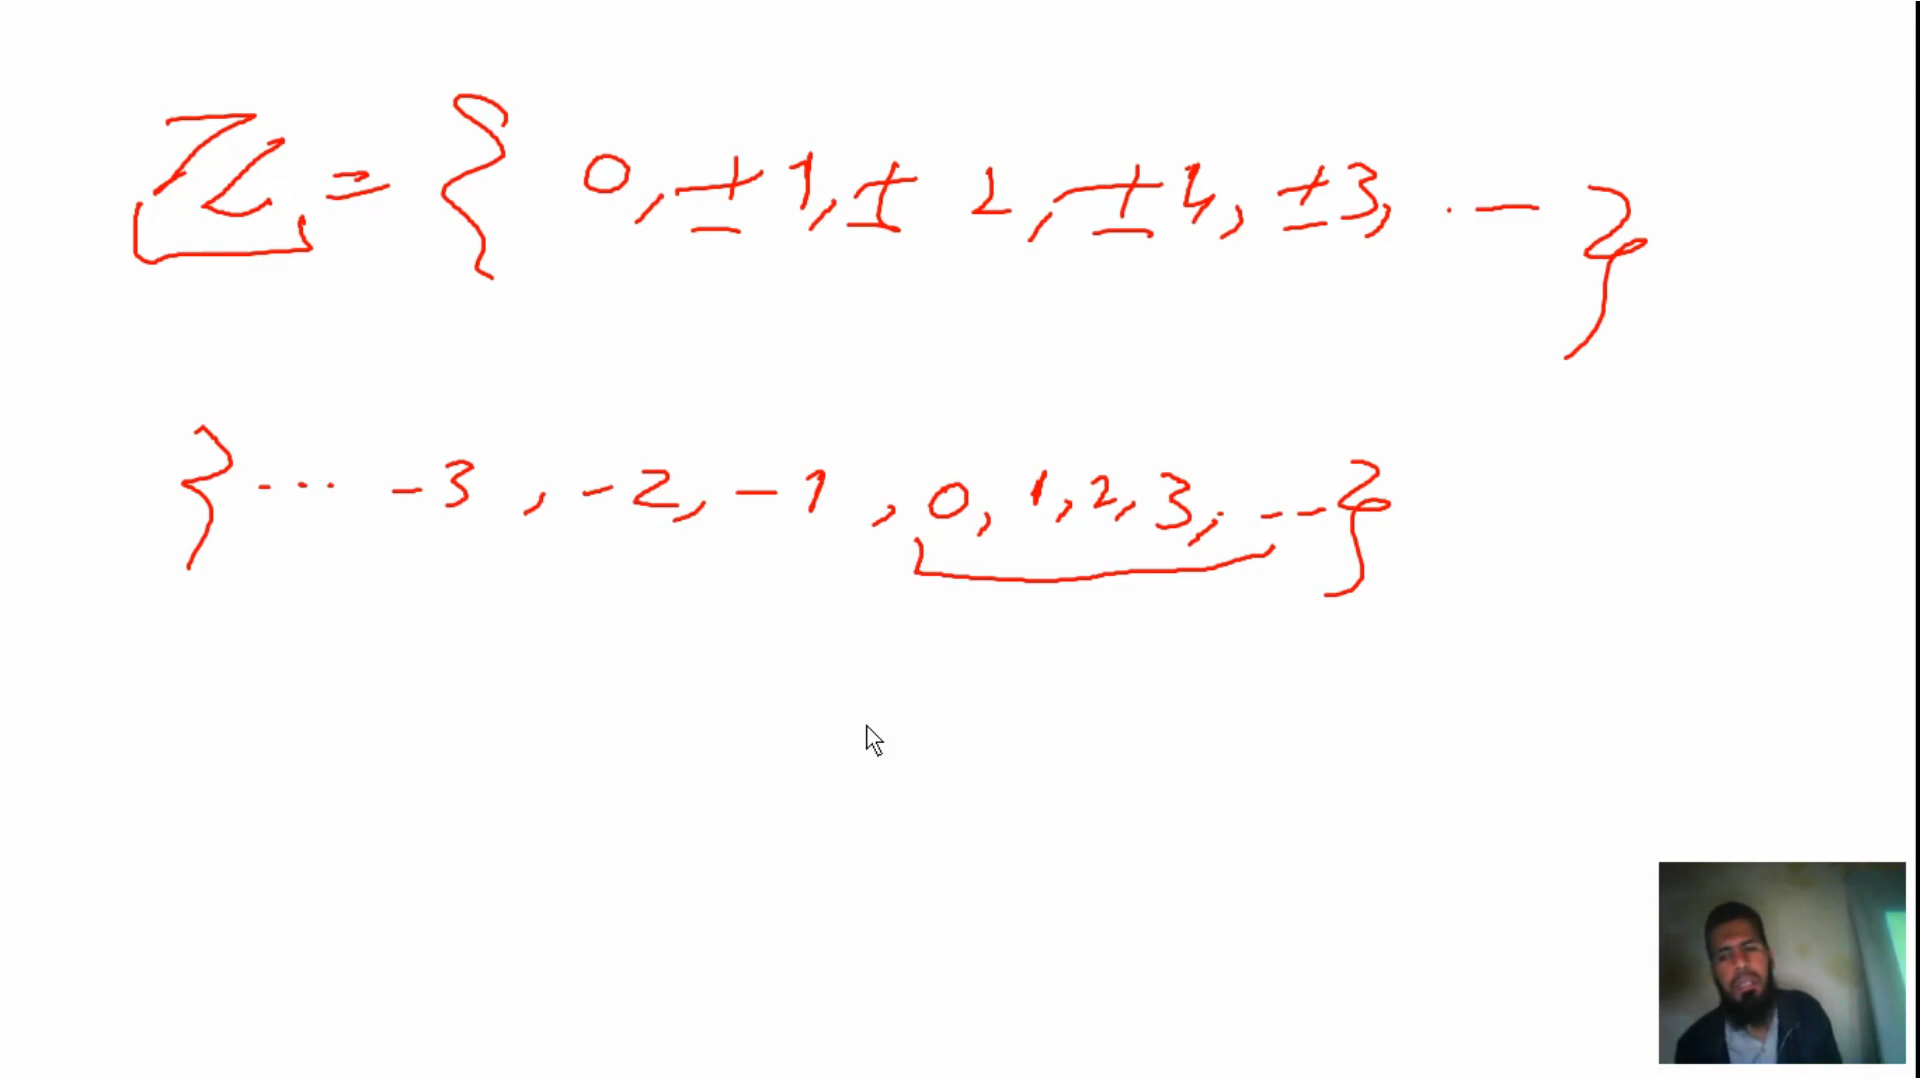 ℤ = { 0, ± 1, ± 2, ± 4, ± 3, . - }
} ... -3 , -2, -1 , 0, 1, 2, 3, . -- }